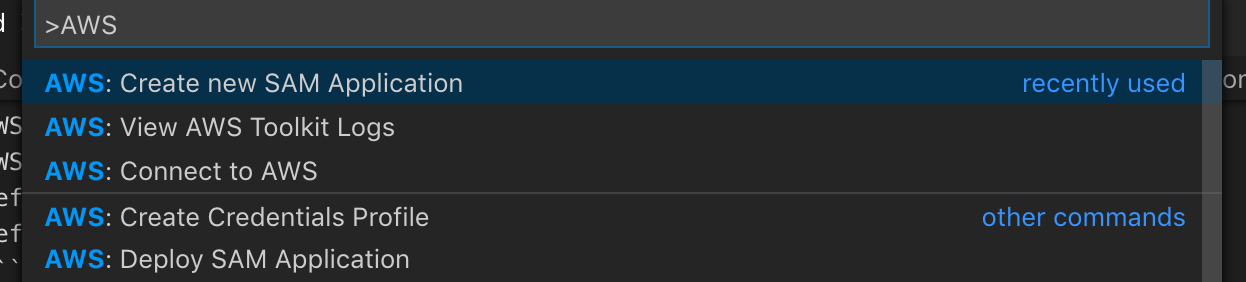 >AWS
AWS: Create new SAM Application recently used
AWS: View AWS Toolkit Logs
AWS: Connect to AWS
AWS: Create Credentials Profile other commands
AWS: Deploy SAM Application